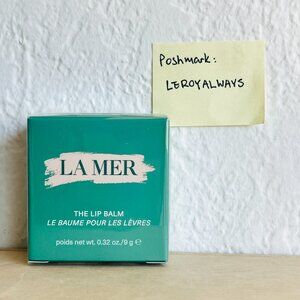 Poshmark:
LEROYALWAYS
LA MER
THE LIP BALM
LE BAUME POUR LES LÈVRES
poids net wt. 0.32 oz./9 g ℮